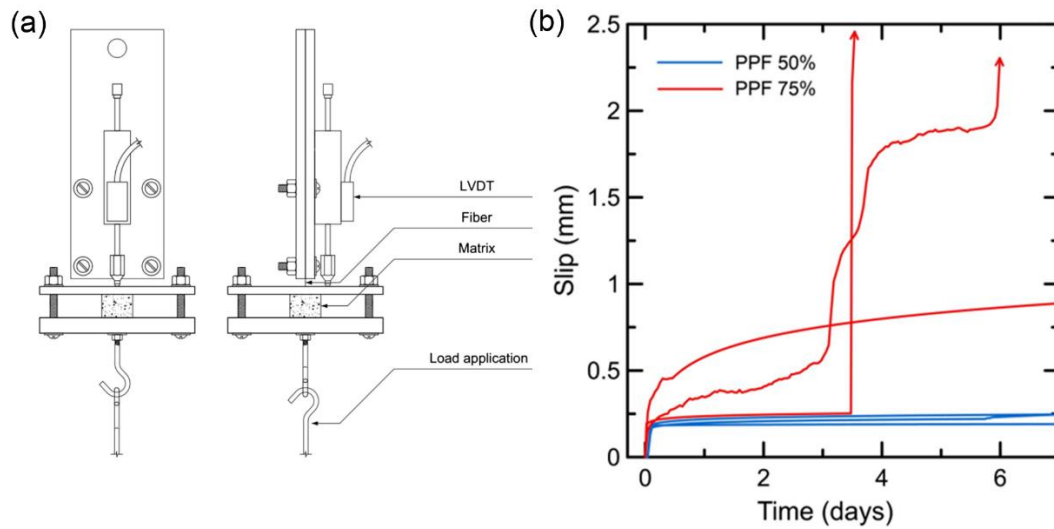 (a)
LVDT
Fiber
Matrix
Load application
(b)
2.5
2
1.5
1
0.5
0
Slip (mm)
PPF 50%
PPF 75%
0
2
4
6
Time (days)